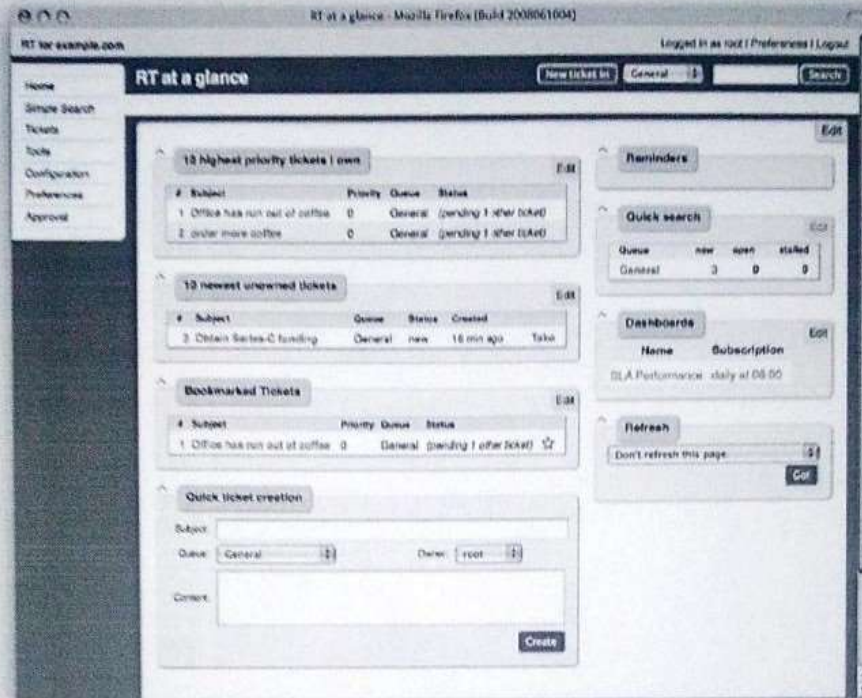 RT at a glance - Mozilla Firefox (Build 2008061004)
RT for example.com
Logged in as root | Preferences | Logout
Home
Simple Search
Tickets
Tools
Configuration
Preferences
Approval
RT at a glance
New ticket in
General
Search
Edit
10 highest priority tickets I own
Edit
# Subject Priority Queue Status
1 Office has run out of coffee 0 General (pending 1 other ticket)
2 order more coffee 0 General (pending 1 other ticket)
10 newest unowned tickets
Edit
# Subject Queue Status Created
3 Obtain Series-C funding General new 16 min ago Take
Bookmarked Tickets
Edit
# Subject Priority Queue Status
1 Office has run out of coffee 0 General (pending 1 other ticket)
Quick ticket creation
Subject:
Queue: General Owner: root
Content:
Create
Reminders
Quick search
Edit
Queue new open stalled
General 3 0 0
Dashboards
Edit
Name Subscription
SLA Performance daily at 06:00
Refresh
Don't refresh this page.
Go!